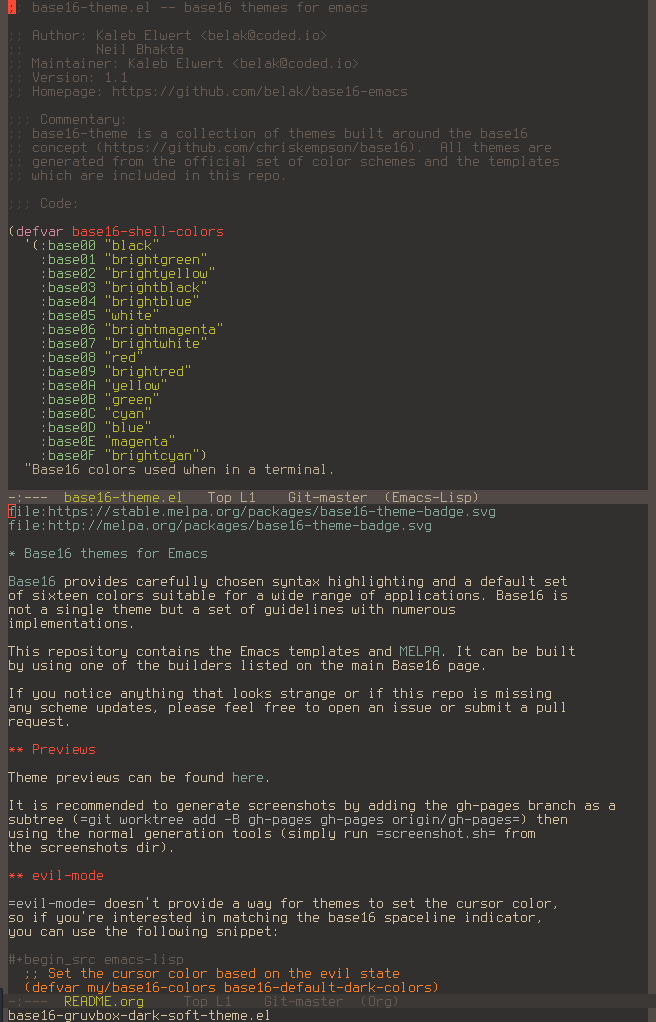 ;; base16-theme.el -- base16 themes for emacs
;; Author: Kaleb Elwert <belak@coded.io>
;;         Neil Bhakta
;; Maintainer: Kaleb Elwert <belak@coded.io>
;; Version: 1.1
;; Homepage: https://github.com/belak/base16-emacs
;;; Commentary:
;; base16-theme is a collection of themes built around the base16
;; concept (https://github.com/chriskempson/base16).  All themes are
;; generated from the official set of color schemes and the templates
;; which are included in this repo.
;;; Code:
(defvar base16-shell-colors
  '(:base00 "black"
    :base01 "brightgreen"
    :base02 "brightyellow"
    :base03 "brightblack"
    :base04 "brightblue"
    :base05 "white"
    :base06 "brightmagenta"
    :base07 "brightwhite"
    :base08 "red"
    :base09 "brightred"
    :base0A "yellow"
    :base0B "green"
    :base0C "cyan"
    :base0D "blue"
    :base0E "magenta"
    :base0F "brightcyan")
  "Base16 colors used when in a terminal.
-:---  base16-theme.el   Top L1    Git-master  (Emacs-Lisp)
file:https://stable.melpa.org/packages/base16-theme-badge.svg
file:http://melpa.org/packages/base16-theme-badge.svg
* Base16 themes for Emacs
Base16 provides carefully chosen syntax highlighting and a default set
of sixteen colors suitable for a wide range of applications. Base16 is
not a single theme but a set of guidelines with numerous
implementations.
This repository contains the Emacs templates and MELPA. It can be built
by using one of the builders listed on the main Base16 page.
If you notice anything that looks strange or if this repo is missing
any scheme updates, please feel free to open an issue or submit a pull
request.
** Previews
Theme previews can be found here.
It is recommended to generate screenshots by adding the gh-pages branch as a
subtree (=git worktree add -B gh-pages gh-pages origin/gh-pages=) then
using the normal generation tools (simply run =screenshot.sh= from
the screenshots dir).
** evil-mode
=evil-mode= doesn't provide a way for themes to set the cursor color,
so if you're interested in matching the base16 spaceline indicator,
you can use the following snippet:
#+begin_src emacs-lisp
  ;; Set the cursor color based on the evil state
  (defvar my/base16-colors base16-default-dark-colors)
-:---  README.org     Top L1    Git-master  (Org)
base16-gruvbox-dark-soft-theme.el